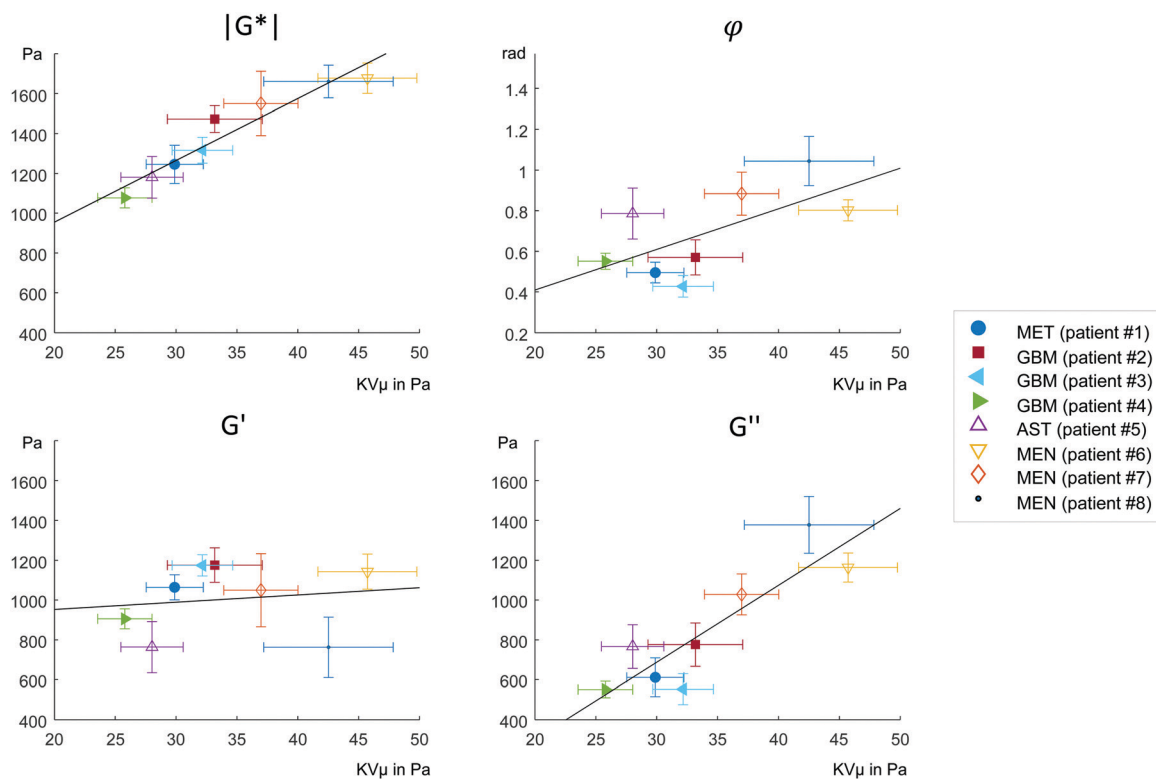 |G*|
Pa
1600
1400
1200
1000
800
600
400
20 25 30 35 40 45 50
KVμ in Pa
φ
rad
1.4
1.2
1
0.8
0.6
0.4
0.2
20 25 30 35 40 45 50
KVμ in Pa
G'
Pa
1600
1400
1200
1000
800
600
400
20 25 30 35 40 45 50
KVμ in Pa
G''
Pa
1600
1400
1200
1000
800
600
400
20 25 30 35 40 45 50
KVμ in Pa
MET (patient #1)
GBM (patient #2)
GBM (patient #3)
GBM (patient #4)
AST (patient #5)
MEN (patient #6)
MEN (patient #7)
MEN (patient #8)